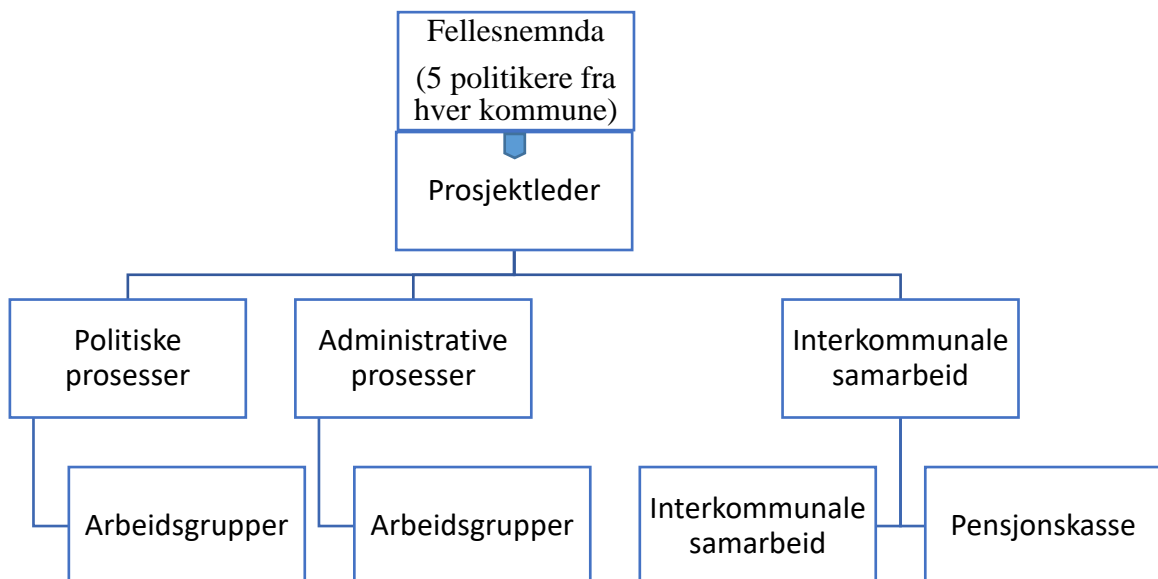 Fellesnemnda
(5 politikere fra
hver kommune)
Prosjektleder
Politiske
prosesser
Administrative
prosesser
Interkommunale
samarbeid
Arbeidsgrupper
Arbeidsgrupper
Interkommunale
samarbeid
Pensjonskasse